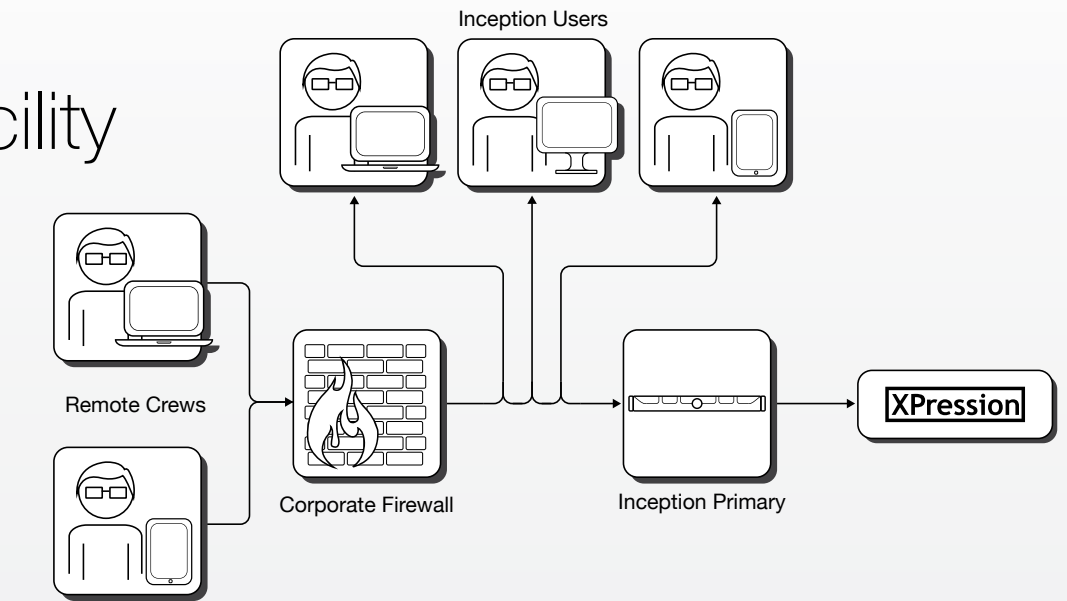 Inception Users
cility
Remote Crews
Corporate Firewall
Inception Primary
XPression